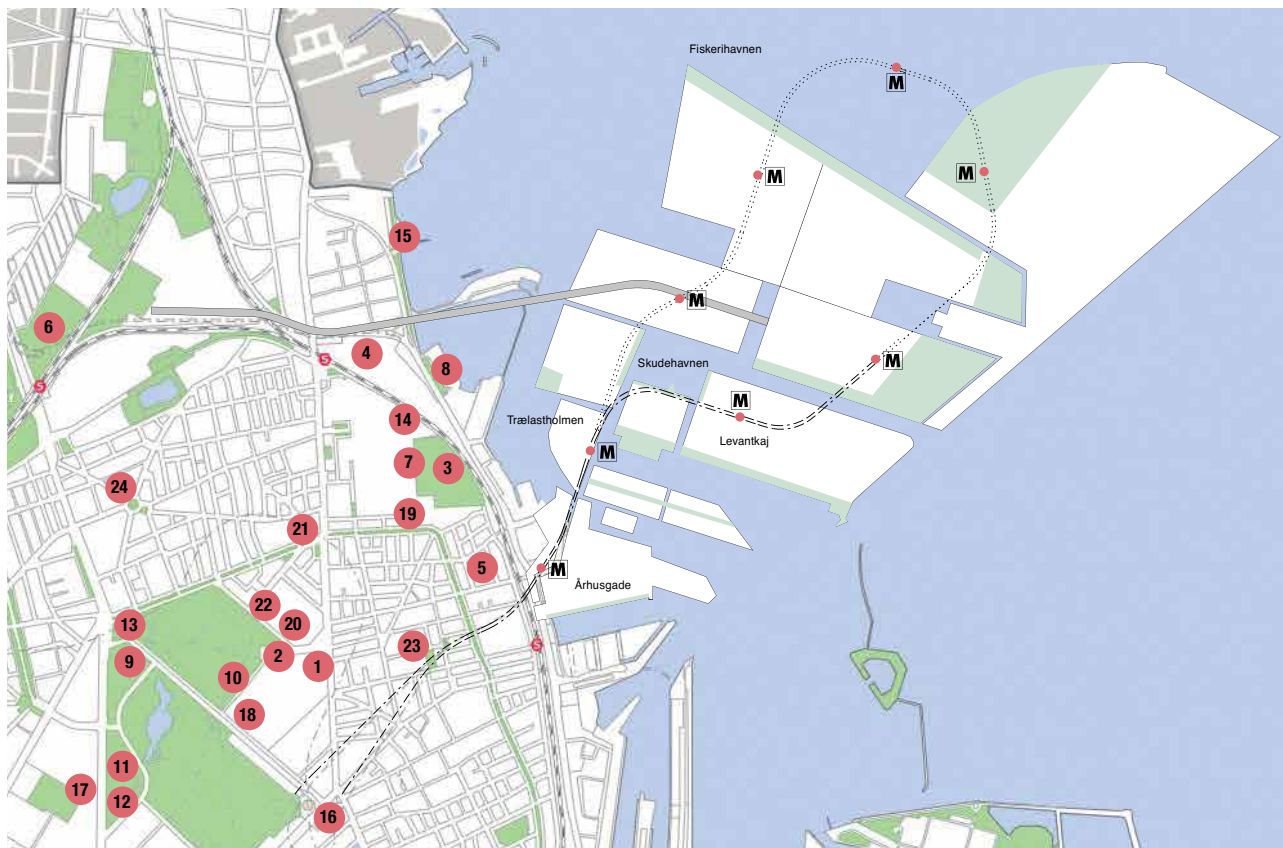 Fiskerihavnen
M
M
M
15
M
6
4
Skudehavnen
M
8
M
14
Trælastholmen
Levantkaj
M
7
3
24
19
21
5
M
Århusgade
22
13
20
S
S
S
23
2
9
1
10
18
11
17
12
16